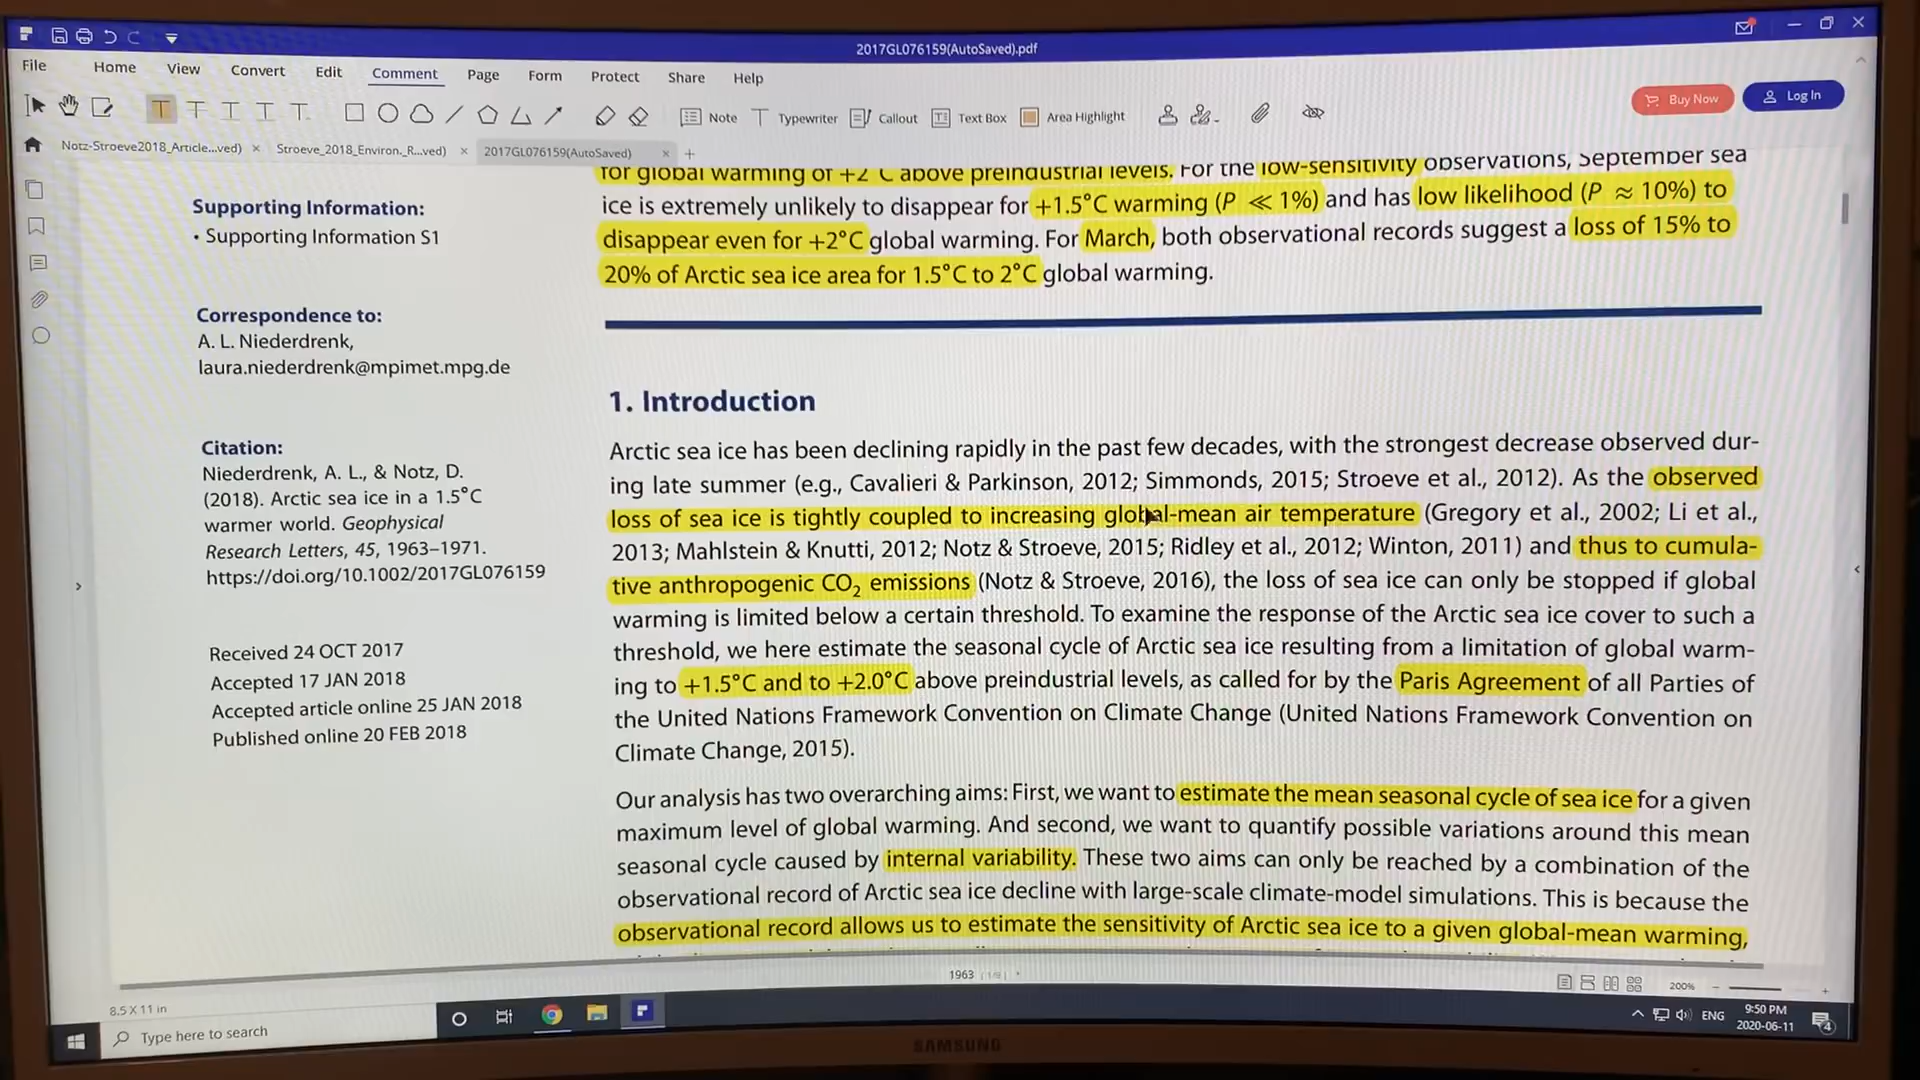 2017GL076159(AutoSaved).pdf
File Home View Convert Edit Comment Page Form Protect Share Help
Note Typewriter Callout Text Box Area Highlight
Buy Now Log In
Notz-Stroeve2018_Article...ved) × Stroeve_2018_Environ._R...ved) × 2017GL076159(AutoSaved) × +
Supporting Information:
• Supporting Information S1
Correspondence to:
A. L. Niederdrenk,
laura.niederdrenk@mpimet.mpg.de
Citation:
Niederdrenk, A. L., & Notz, D.
(2018). Arctic sea ice in a 1.5°C
warmer world. Geophysical
Research Letters, 45, 1963–1971.
https://doi.org/10.1002/2017GL076159
Received 24 OCT 2017
Accepted 17 JAN 2018
Accepted article online 25 JAN 2018
Published online 20 FEB 2018
for global warming of +2°C above preindustrial levels. For the low-sensitivity observations, September sea
ice is extremely unlikely to disappear for +1.5°C warming (P ≪ 1%) and has low likelihood (P ≈ 10%) to
disappear even for +2°C global warming. For March, both observational records suggest a loss of 15% to
20% of Arctic sea ice area for 1.5°C to 2°C global warming.
1. Introduction
Arctic sea ice has been declining rapidly in the past few decades, with the strongest decrease observed dur-
ing late summer (e.g., Cavalieri & Parkinson, 2012; Simmonds, 2015; Stroeve et al., 2012). As the observed
loss of sea ice is tightly coupled to increasing global-mean air temperature (Gregory et al., 2002; Li et al.,
2013; Mahlstein & Knutti, 2012; Notz & Stroeve, 2015; Ridley et al., 2012; Winton, 2011) and thus to cumula-
tive anthropogenic CO₂ emissions (Notz & Stroeve, 2016), the loss of sea ice can only be stopped if global
warming is limited below a certain threshold. To examine the response of the Arctic sea ice cover to such a
threshold, we here estimate the seasonal cycle of Arctic sea ice resulting from a limitation of global warm-
ing to +1.5°C and to +2.0°C above preindustrial levels, as called for by the Paris Agreement of all Parties of
the United Nations Framework Convention on Climate Change (United Nations Framework Convention on
Climate Change, 2015).
Our analysis has two overarching aims: First, we want to estimate the mean seasonal cycle of sea ice for a given
maximum level of global warming. And second, we want to quantify possible variations around this mean
seasonal cycle caused by internal variability. These two aims can only be reached by a combination of the
observational record of Arctic sea ice decline with large-scale climate-model simulations. This is because the
observational record allows us to estimate the sensitivity of Arctic sea ice to a given global-mean warming,
1963 [1/9]
8.5 X 11 in
200%
Type here to search
ENG
9:50 PM
2020-06-11
4
SAMSUNG